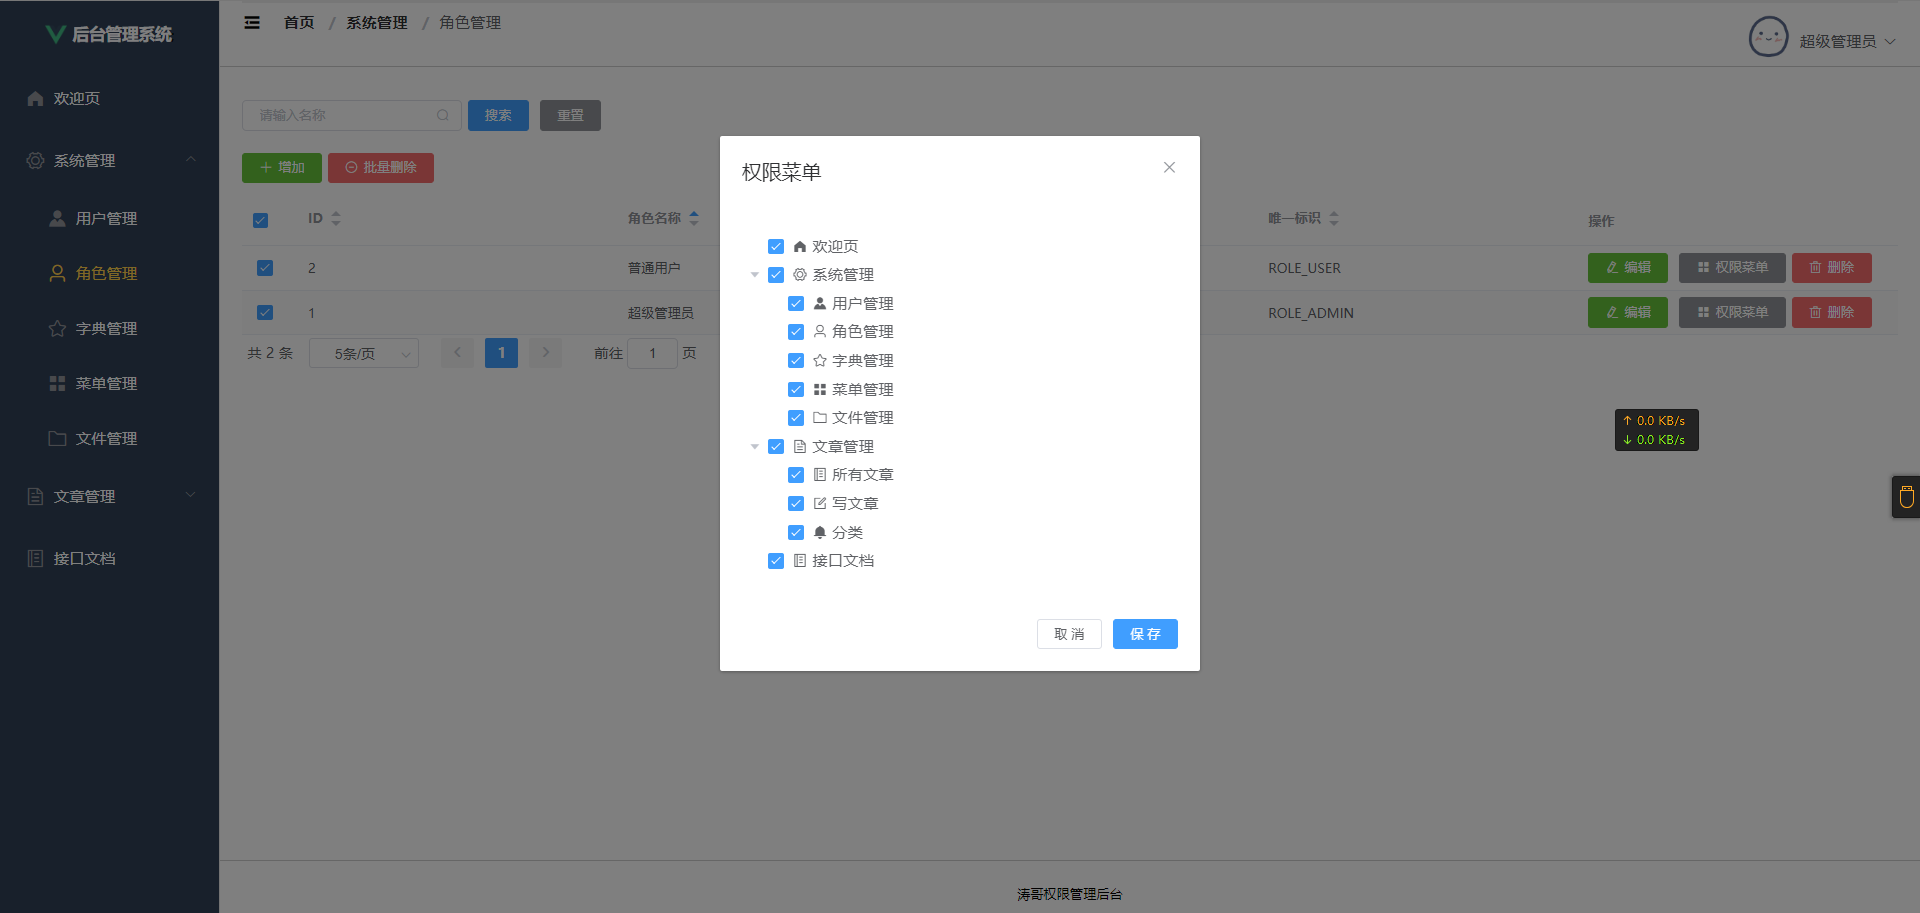 后台管理系统
欢迎页
系统管理
用户管理
角色管理
字典管理
菜单管理
文件管理
文章管理
接口文档
首页 / 系统管理 / 角色管理
超级管理员
请输入名称
搜索
重置
增加
批量删除
ID 角色名称 唯一标识 操作
2 普通用户 ROLE_USER 编辑 权限菜单 删除
1 超级管理员 ROLE_ADMIN 编辑 权限菜单 删除
共 2 条 5条/页 1 前往 1 页
权限菜单
欢迎页
系统管理
用户管理
角色管理
字典管理
菜单管理
文件管理
文章管理
所有文章
写文章
分类
接口文档
取 消 保 存
↑ 0.0 KB/s
↓ 0.0 KB/s
涛哥权限管理后台